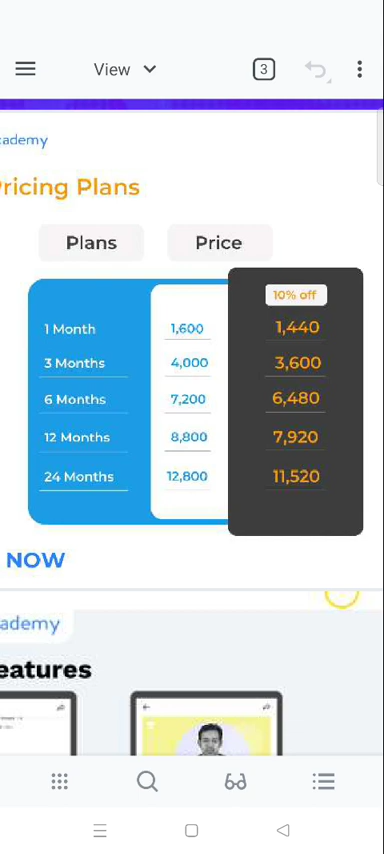 View
3
cademy
ricing Plans
Plans Price
10% off
1 Month 1,600 1,440
3 Months 4,000 3,600
6 Months 7,200 6,480
12 Months 8,800 7,920
24 Months 12,800 11,520
NOW
ademy
eatures